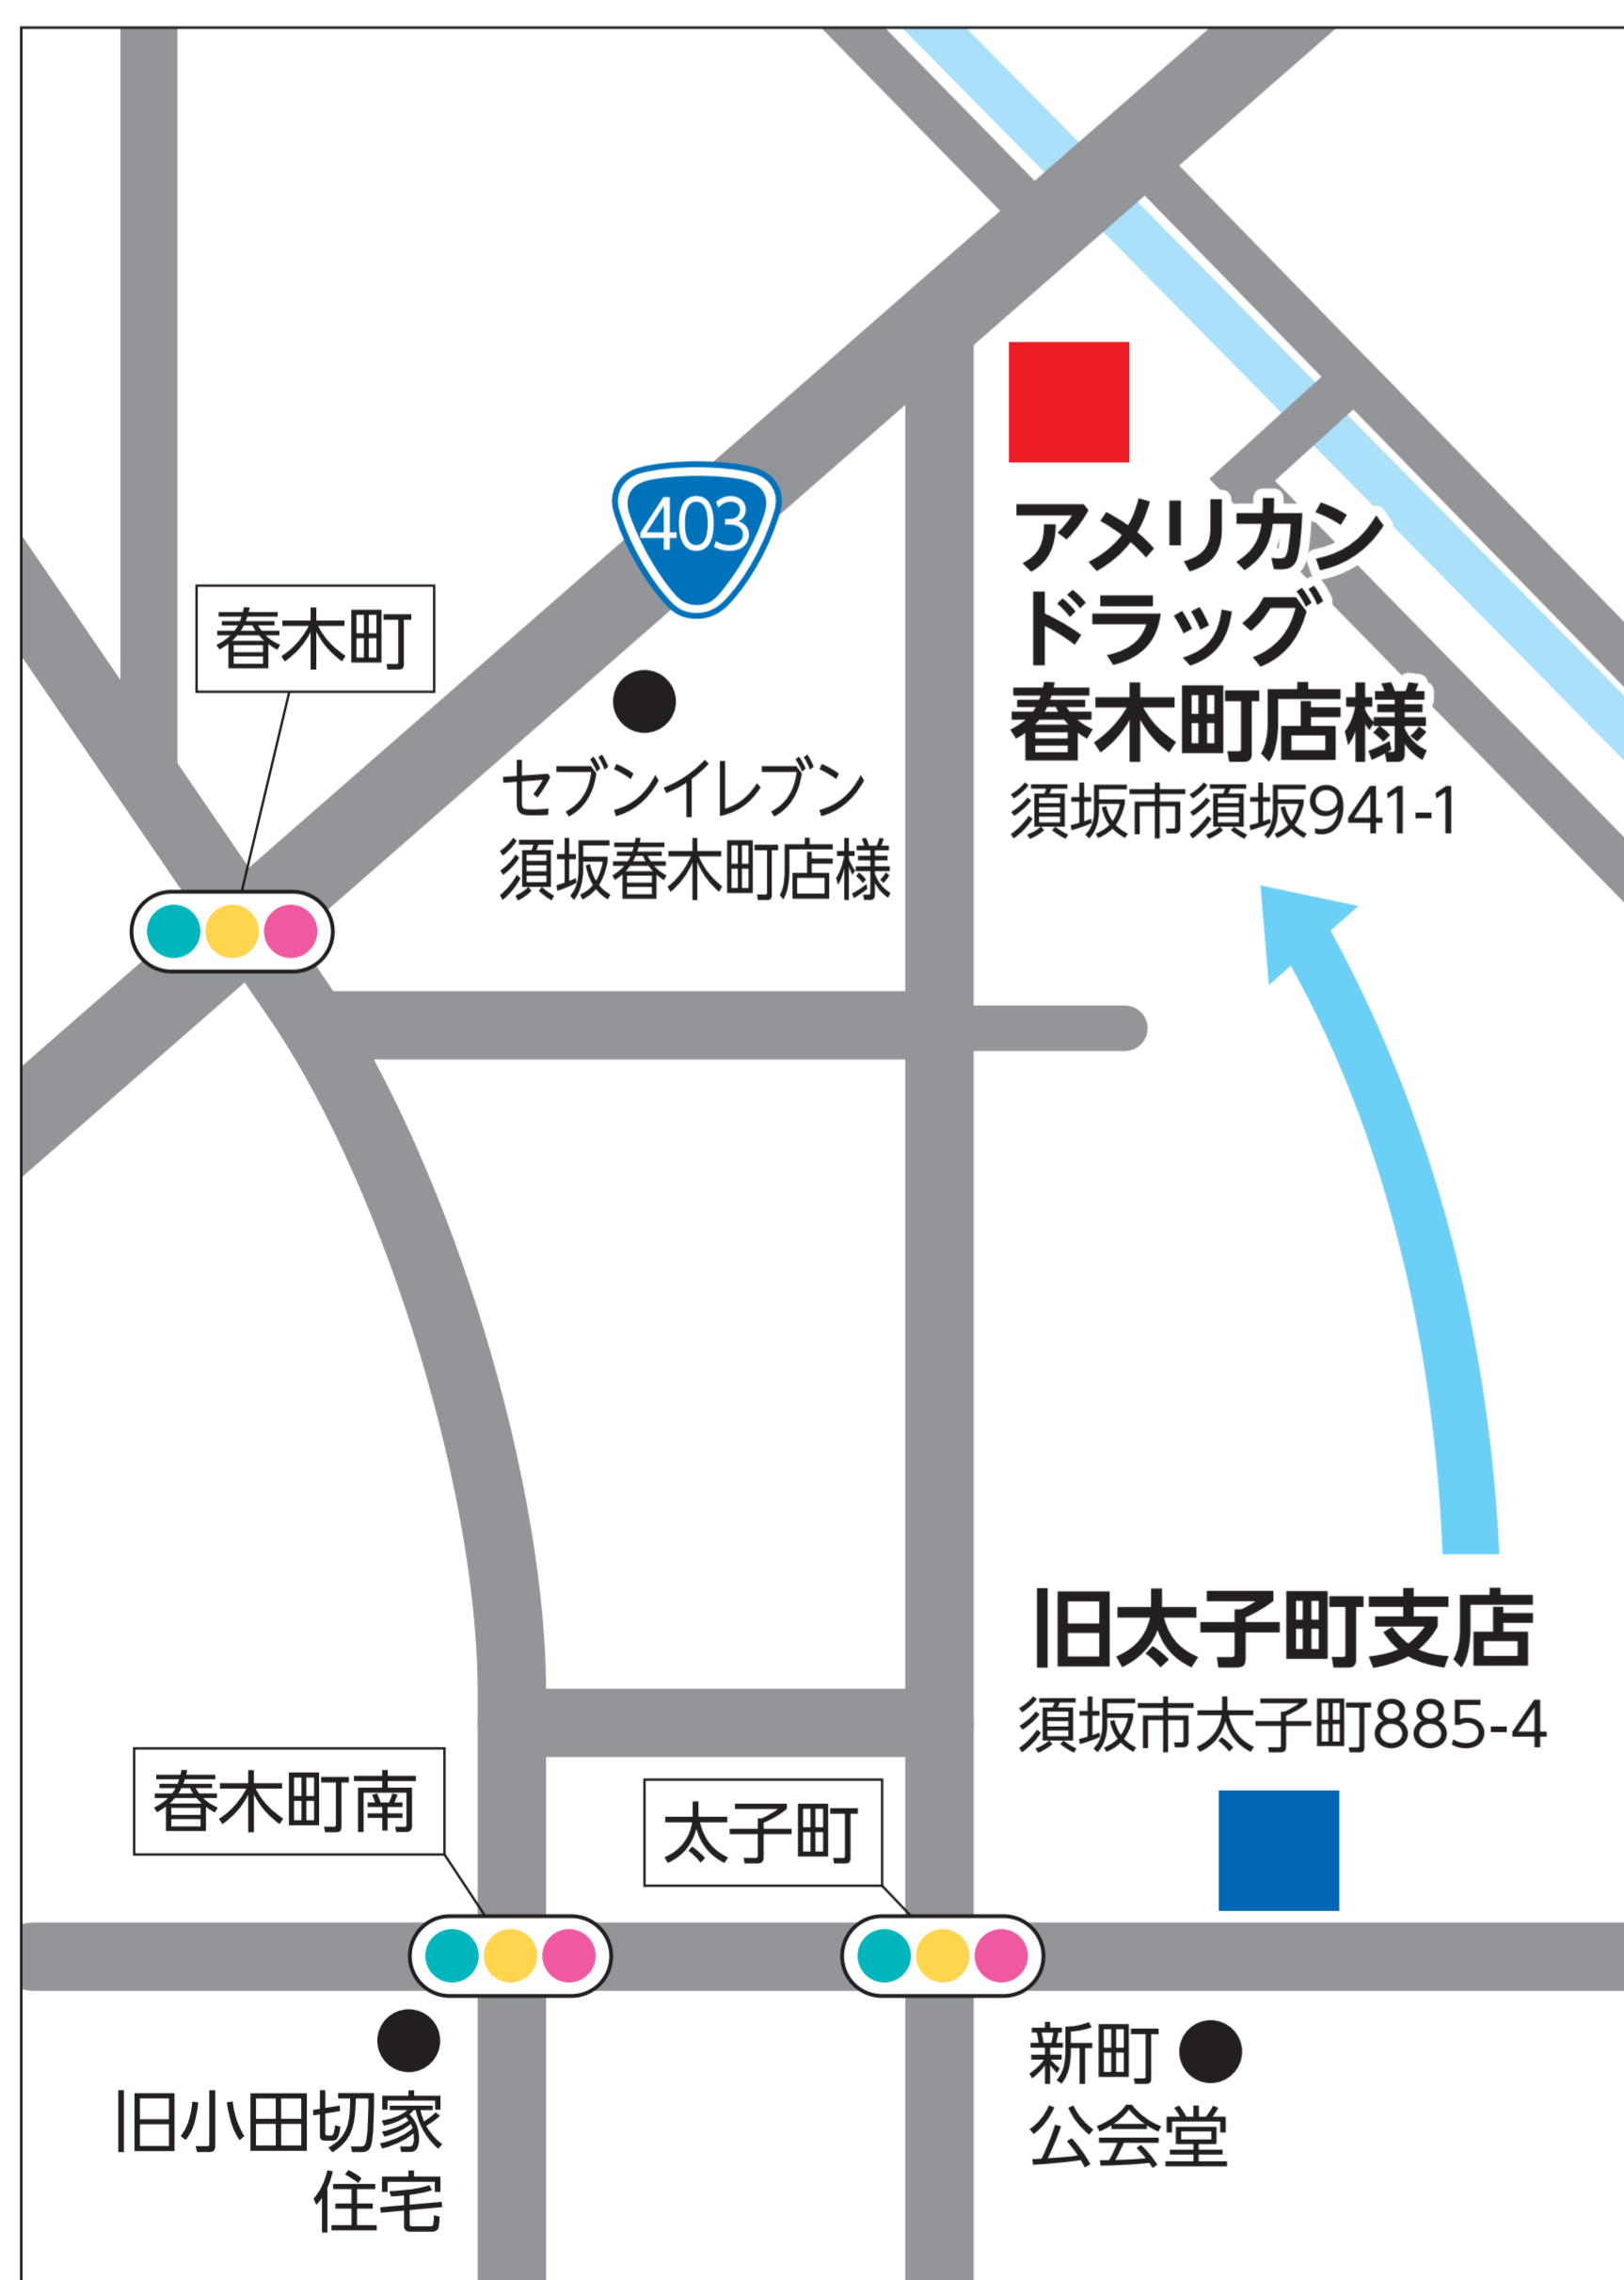 403
アメリカン
ドラッグ
春木町店様
須坂市須坂941-1
春木町
セブンイレブン
須坂春木町店様
旧太子町支店
須坂市太子町885-4
春木町南
太子町
旧小田切家
住宅
新町
公会堂